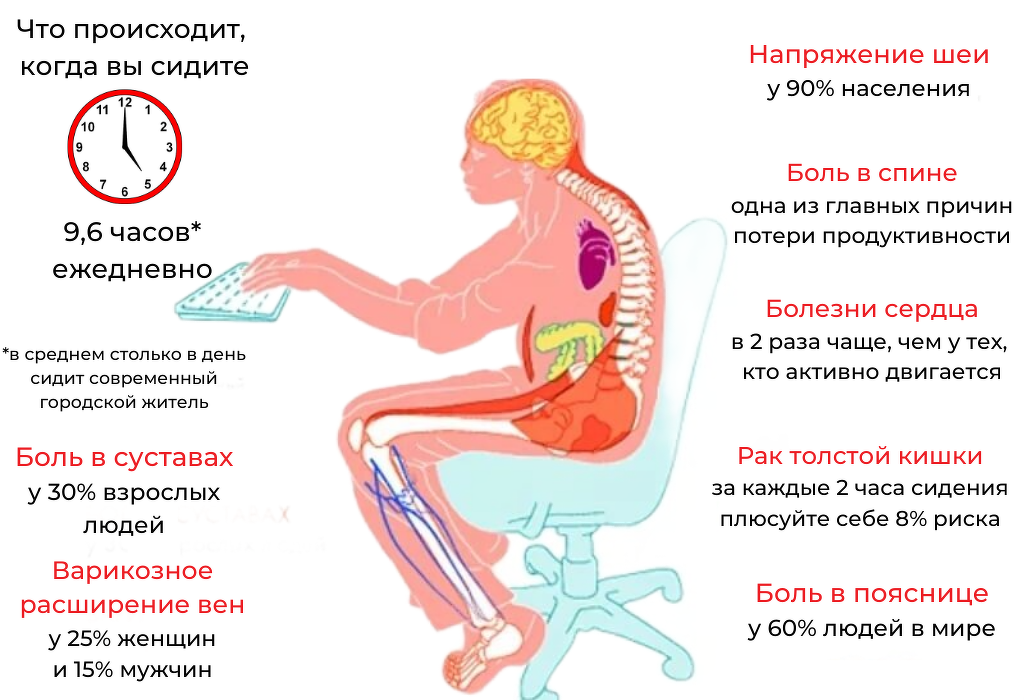 Что происходит,
когда вы сидите
12
11
1
10
2
9
3
8
4
7
5
6
9,6 часов*
ежедневно
*в среднем столько в день
сидит современный
городской житель
Боль в суставах
у 30% взрослых
людей
Варикозное
расширение вен
у 25% женщин
и 15% мужчин
Напряжение шеи
у 90% населения
Боль в спине
одна из главных причин
потери продуктивности
Болезни сердца
в 2 раза чаще, чем у тех,
кто активно двигается
Рак толстой кишки
за каждые 2 часа сидения
плюсуйте себе 8% риска
Боль в пояснице
у 60% людей в мире